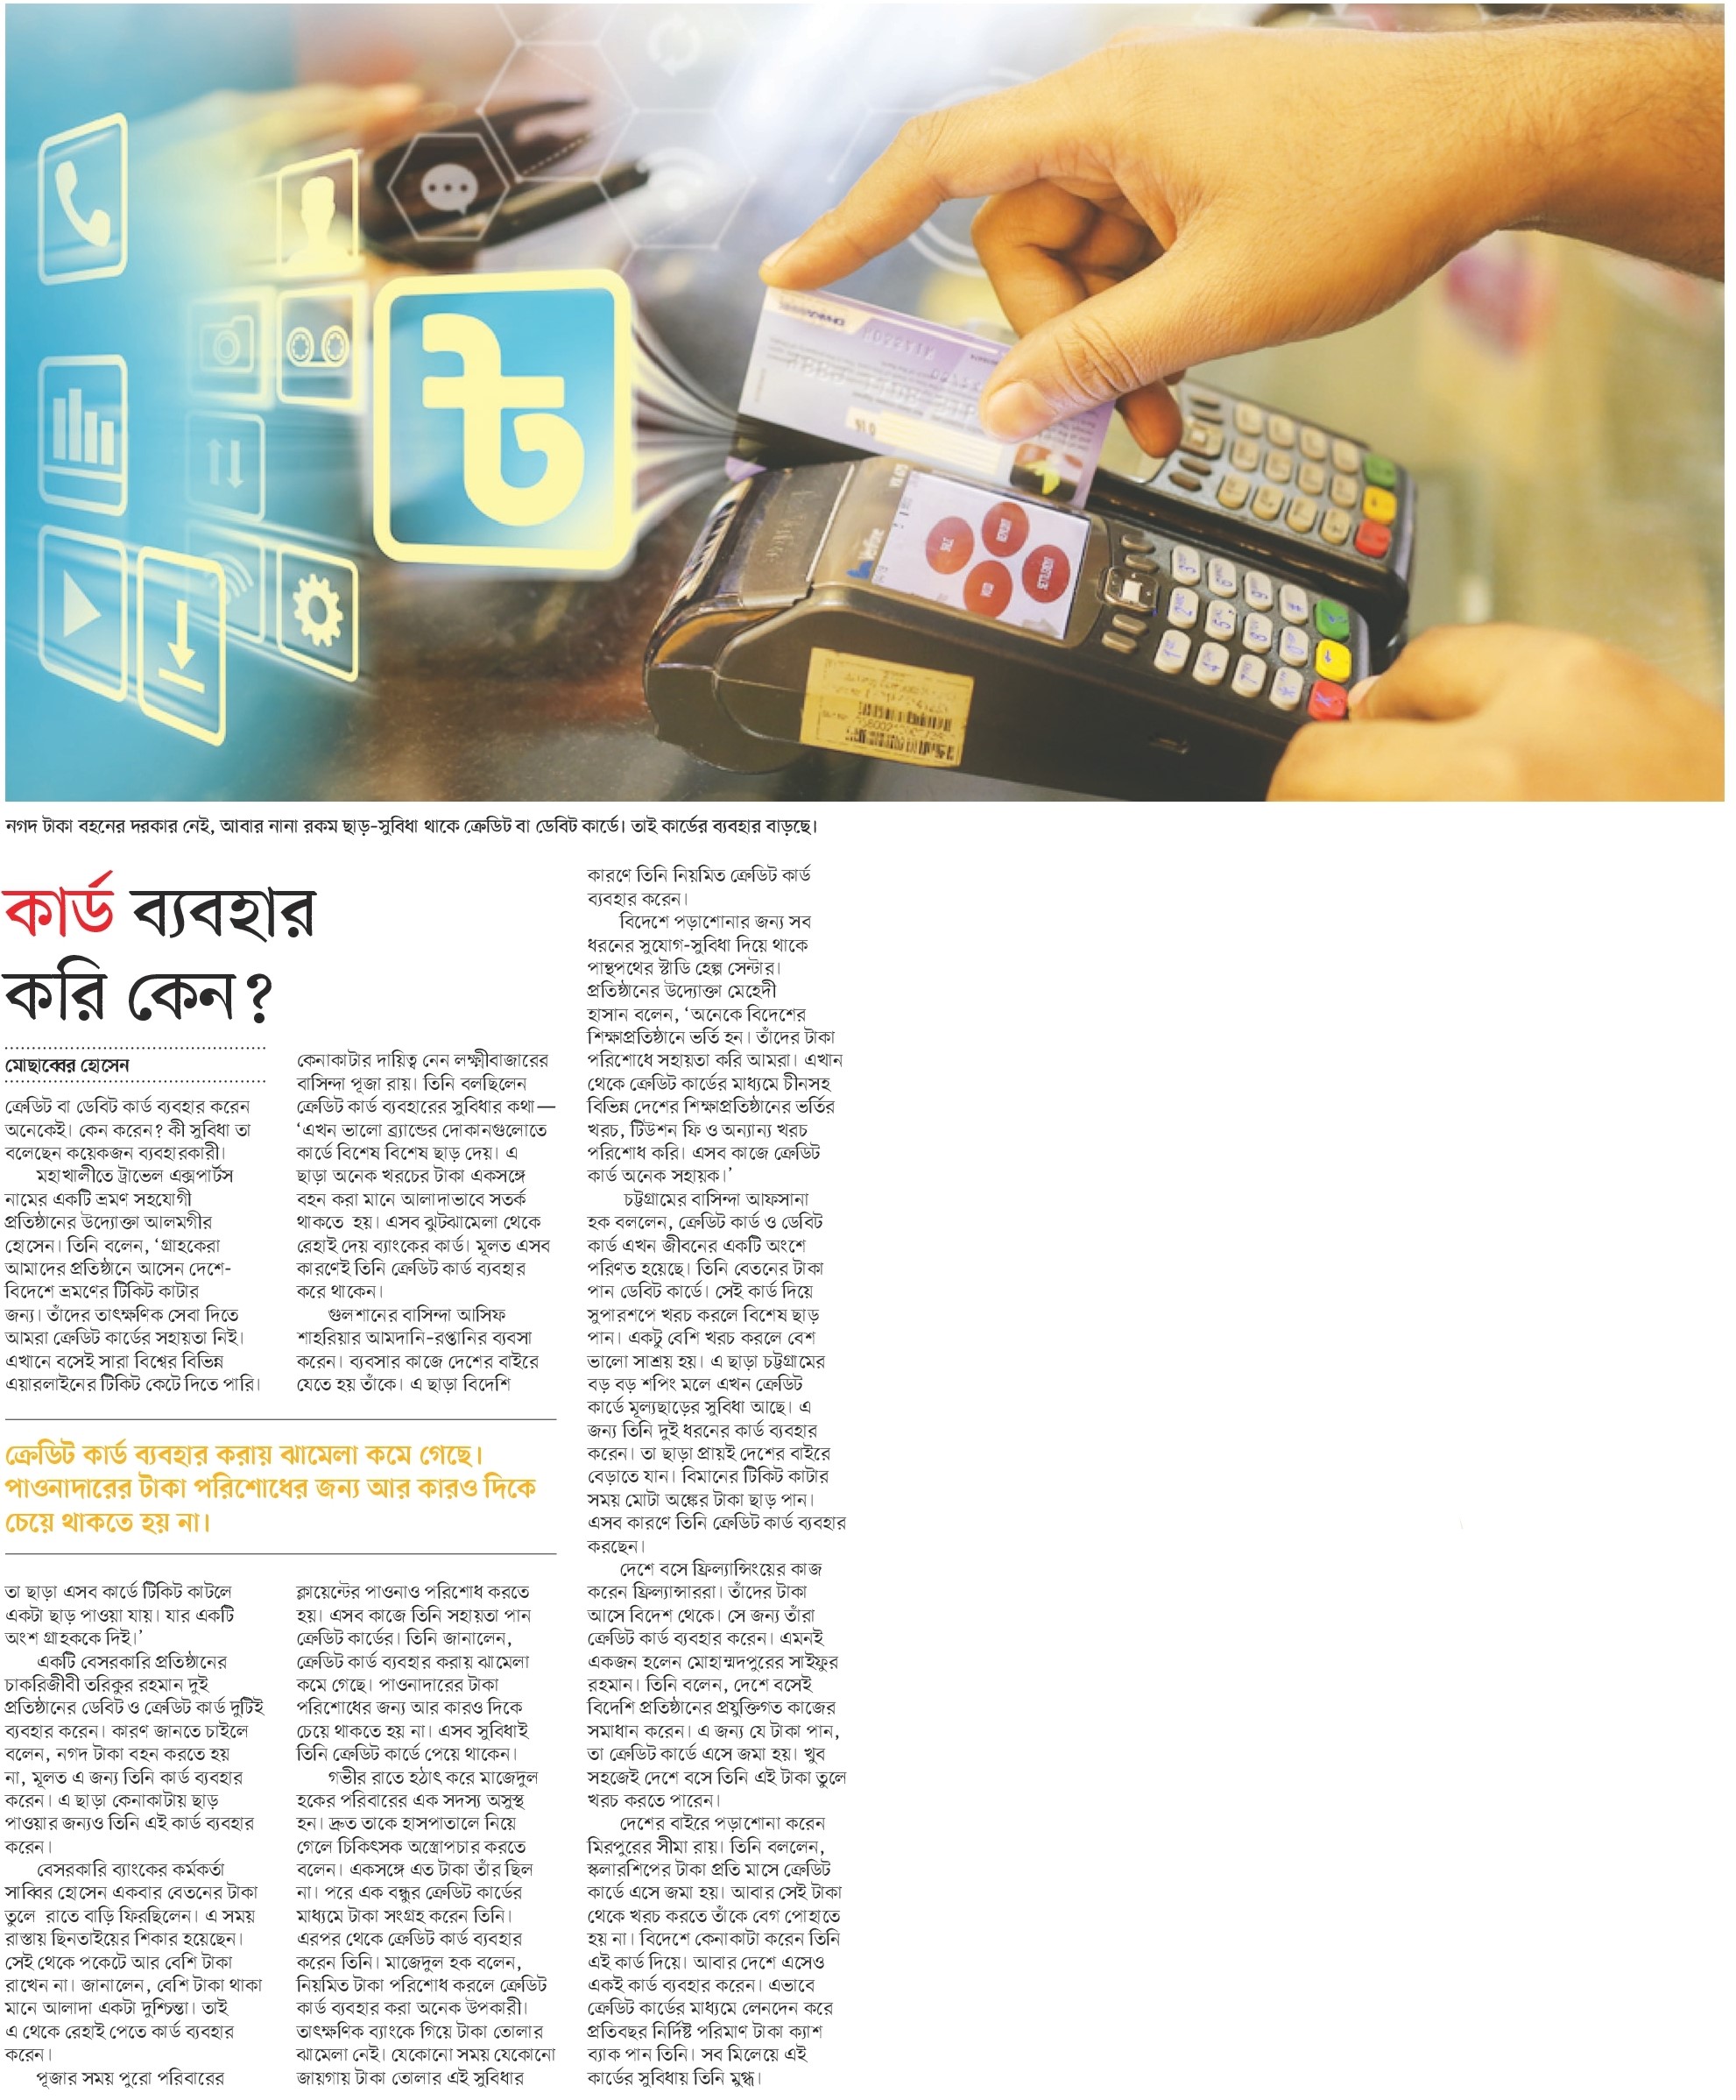 নগদ টাকা বহনের দরকার নেই, আবার নানা রকম ছাড়-সুবিধা থাকে ক্রেডিট বা ডেবিট কার্ডে। তাই কার্ডের ব্যবহার বাড়ছে।
কার্ড ব্যবহার
করি কেন?
মোছাব্বের হোসেন
ক্রেডিট বা ডেবিট কার্ড ব্যবহার করেন
অনেকেই। কেন করেন? কী সুবিধা তা
বলেছেন কয়েকজন ব্যবহারকারী।
মহাখালীতে ট্রাভেল এক্সপার্টস
নামের একটি ভ্রমণ সহযোগী
প্রতিষ্ঠানের উদ্যোক্তা আলমগীর
হোসেন। তিনি বলেন, ‘গ্রাহকেরা
আমাদের প্রতিষ্ঠানে আসেন দেশে-
বিদেশে ভ্রমণের টিকিট কাটার
জন্য। তাঁদের তাৎক্ষণিক সেবা দিতে
আমরা ক্রেডিট কার্ডের সহায়তা নিই।
এখানে বসেই সারা বিশ্বের বিভিন্ন
এয়ারলাইনের টিকিট কেটে দিতে পারি।
তা ছাড়া এসব কার্ডে টিকিট কাটলে
একটা ছাড় পাওয়া যায়। যার একটি
অংশ গ্রাহককে দিই।’
একটি বেসরকারি প্রতিষ্ঠানের
চাকরিজীবী তরিকুর রহমান দুই
প্রতিষ্ঠানের ডেবিট ও ক্রেডিট কার্ড দুটিই
ব্যবহার করেন। কারণ জানতে চাইলে
বলেন, নগদ টাকা বহন করতে হয়
না, মূলত এ জন্য তিনি কার্ড ব্যবহার
করেন। এ ছাড়া কেনাকাটায় ছাড়
পাওয়ার জন্যও তিনি এই কার্ড ব্যবহার
করেন।
বেসরকারি ব্যাংকের কর্মকর্তা
সাব্বির হোসেন একবার বেতনের টাকা
তুলে রাতে বাড়ি ফিরছিলেন। এ সময়
রাস্তায় ছিনতাইয়ের শিকার হয়েছেন।
সেই থেকে পকেটে আর বেশি টাকা
রাখেন না। জানালেন, বেশি টাকা থাকা
মানে আলাদা একটা দুশ্চিন্তা। তাই
এ থেকে রেহাই পেতে কার্ড ব্যবহার
করেন।
পূজার সময় পুরো পরিবারের
কেনাকাটার দায়িত্ব নেন লক্ষ্মীবাজারের
বাসিন্দা পূজা রায়। তিনি বলছিলেন
ক্রেডিট কার্ড ব্যবহারের সুবিধার কথা—
‘এখন ভালো ব্র্যান্ডের দোকানগুলোতে
কার্ডে বিশেষ বিশেষ ছাড় দেয়। এ
ছাড়া অনেক খরচের টাকা একসঙ্গে
বহন করা মানে আলাদাভাবে সতর্ক
থাকতে হয়। এসব ঝুটঝামেলা থেকে
রেহাই দেয় ব্যাংকের কার্ড। মূলত এসব
কারণেই তিনি ক্রেডিট কার্ড ব্যবহার
করে থাকেন।
গুলশানের বাসিন্দা আসিফ
শাহরিয়ার আমদানি-রপ্তানির ব্যবসা
করেন। ব্যবসার কাজে দেশের বাইরে
যেতে হয় তাঁকে। এ ছাড়া বিদেশি
ক্রেডিট কার্ড ব্যবহার করায় ঝামেলা কমে গেছে।
পাওনাদারের টাকা পরিশোধের জন্য আর কারও দিকে
চেয়ে থাকতে হয় না।
ক্লায়েন্টের পাওনাও পরিশোধ করতে
হয়। এসব কাজে তিনি সহায়তা পান
ক্রেডিট কার্ডের। তিনি জানালেন,
ক্রেডিট কার্ড ব্যবহার করায় ঝামেলা
কমে গেছে। পাওনাদারের টাকা
পরিশোধের জন্য আর কারও দিকে
চেয়ে থাকতে হয় না। এসব সুবিধাই
তিনি ক্রেডিট কার্ডে পেয়ে থাকেন।
গভীর রাতে হঠাৎ করে মাজেদুল
হকের পরিবারের এক সদস্য অসুস্থ
হন। দ্রুত তাকে হাসপাতালে নিয়ে
গেলে চিকিৎসক অস্ত্রোপচার করতে
বলেন। একসঙ্গে এত টাকা তাঁর ছিল
না। পরে এক বন্ধুর ক্রেডিট কার্ডের
মাধ্যমে টাকা সংগ্রহ করেন তিনি।
এরপর থেকে ক্রেডিট কার্ড ব্যবহার
করেন তিনি। মাজেদুল হক বলেন,
নিয়মিত টাকা পরিশোধ করলে ক্রেডিট
কার্ড ব্যবহার করা অনেক উপকারী।
তাৎক্ষণিক ব্যাংকে গিয়ে টাকা তোলার
ঝামেলা নেই। যেকোনো সময় যেকোনো
জায়গায় টাকা তোলার এই সুবিধার
কারণে তিনি নিয়মিত ক্রেডিট কার্ড
ব্যবহার করেন।
বিদেশে পড়াশোনার জন্য সব
ধরনের সুযোগ-সুবিধা দিয়ে থাকে
পান্থপথের স্টাডি হেল্প সেন্টার।
প্রতিষ্ঠানের উদ্যোক্তা মেহেদী
হাসান বলেন, ‘অনেকে বিদেশের
শিক্ষাপ্রতিষ্ঠানে ভর্তি হন। তাঁদের টাকা
পরিশোধে সহায়তা করি আমরা। এখান
থেকে ক্রেডিট কার্ডের মাধ্যমে চীনসহ
বিভিন্ন দেশের শিক্ষাপ্রতিষ্ঠানের ভর্তির
খরচ, টিউশন ফি ও অন্যান্য খরচ
পরিশোধ করি। এসব কাজে ক্রেডিট
কার্ড অনেক সহায়ক।’
চট্টগ্রামের বাসিন্দা আফসানা
হক বললেন, ক্রেডিট কার্ড ও ডেবিট
কার্ড এখন জীবনের একটি অংশে
পরিণত হয়েছে। তিনি বেতনের টাকা
পান ডেবিট কার্ডে। সেই কার্ড দিয়ে
সুপারশপে খরচ করলে বিশেষ ছাড়
পান। একটু বেশি খরচ করলে বেশ
ভালো সাশ্রয় হয়। এ ছাড়া চট্টগ্রামের
বড় বড় শপিং মলে এখন ক্রেডিট
কার্ডে মূল্যছাড়ের সুবিধা আছে। এ
জন্য তিনি দুই ধরনের কার্ড ব্যবহার
করেন। তা ছাড়া প্রায়ই দেশের বাইরে
বেড়াতে যান। বিমানের টিকিট কাটার
সময় মোটা অঙ্কের টাকা ছাড় পান।
এসব কারণে তিনি ক্রেডিট কার্ড ব্যবহার
করছেন।
দেশে বসে ফ্রিল্যান্সিংয়ের কাজ
করেন ফ্রিল্যান্সাররা। তাঁদের টাকা
আসে বিদেশ থেকে। সে জন্য তাঁরা
ক্রেডিট কার্ড ব্যবহার করেন। এমনই
একজন হলেন মোহাম্মদপুরের সাইফুর
রহমান। তিনি বলেন, দেশে বসেই
বিদেশি প্রতিষ্ঠানের প্রযুক্তিগত কাজের
সমাধান করেন। এ জন্য যে টাকা পান,
তা ক্রেডিট কার্ডে এসে জমা হয়। খুব
সহজেই দেশে বসে তিনি এই টাকা তুলে
খরচ করতে পারেন।
দেশের বাইরে পড়াশোনা করেন
মিরপুরের সীমা রায়। তিনি বললেন,
স্কলারশিপের টাকা প্রতি মাসে ক্রেডিট
কার্ডে এসে জমা হয়। আবার সেই টাকা
থেকে খরচ করতে তাঁকে বেগ পোহাতে
হয় না। বিদেশে কেনাকাটা করেন তিনি
এই কার্ড দিয়ে। আবার দেশে এসেও
একই কার্ড ব্যবহার করেন। এভাবে
ক্রেডিট কার্ডের মাধ্যমে লেনদেন করে
প্রতিবছর নির্দিষ্ট পরিমাণ টাকা ক্যাশ
ব্যাক পান তিনি। সব মিলেয়ে এই
কার্ডের সুবিধায় তিনি মুগ্ধ।